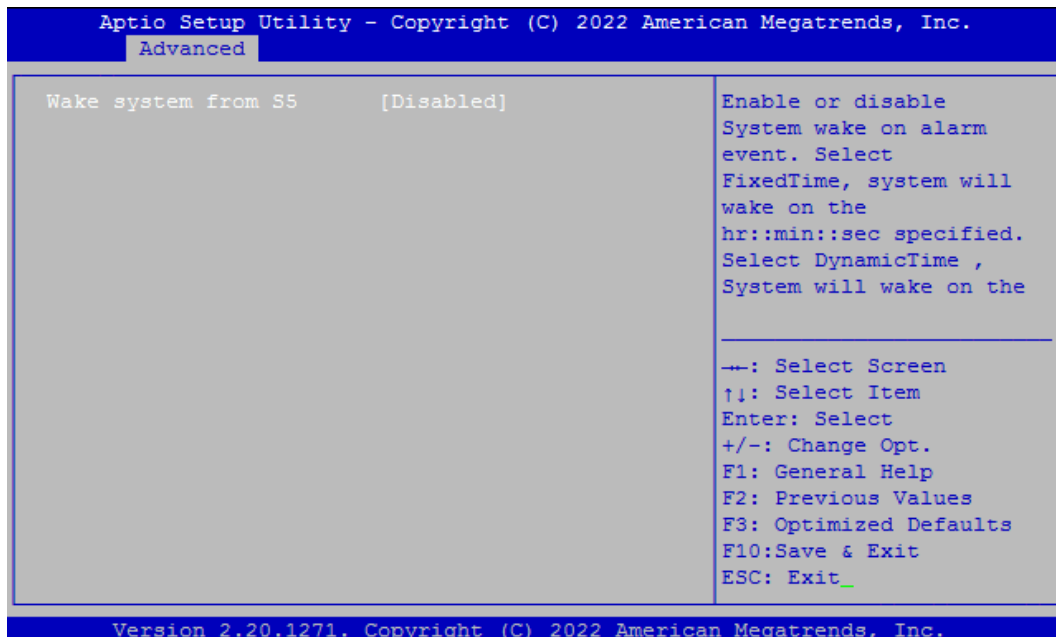 Aptio Setup Utility – Copyright (C) 2022 American Megatrends, Inc.
Advanced
Wake system from S5 [Disabled]
Enable or disable
System wake on alarm
event. Select
FixedTime, system will
wake on the
hr::min::sec specified.
Select DynamicTime ,
System will wake on the
→←: Select Screen
↑↓: Select Item
Enter: Select
+/-: Change Opt.
F1: General Help
F2: Previous Values
F3: Optimized Defaults
F10:Save & Exit
ESC: Exit_
Version 2.20.1271. Copyright (C) 2022 American Megatrends, Inc.